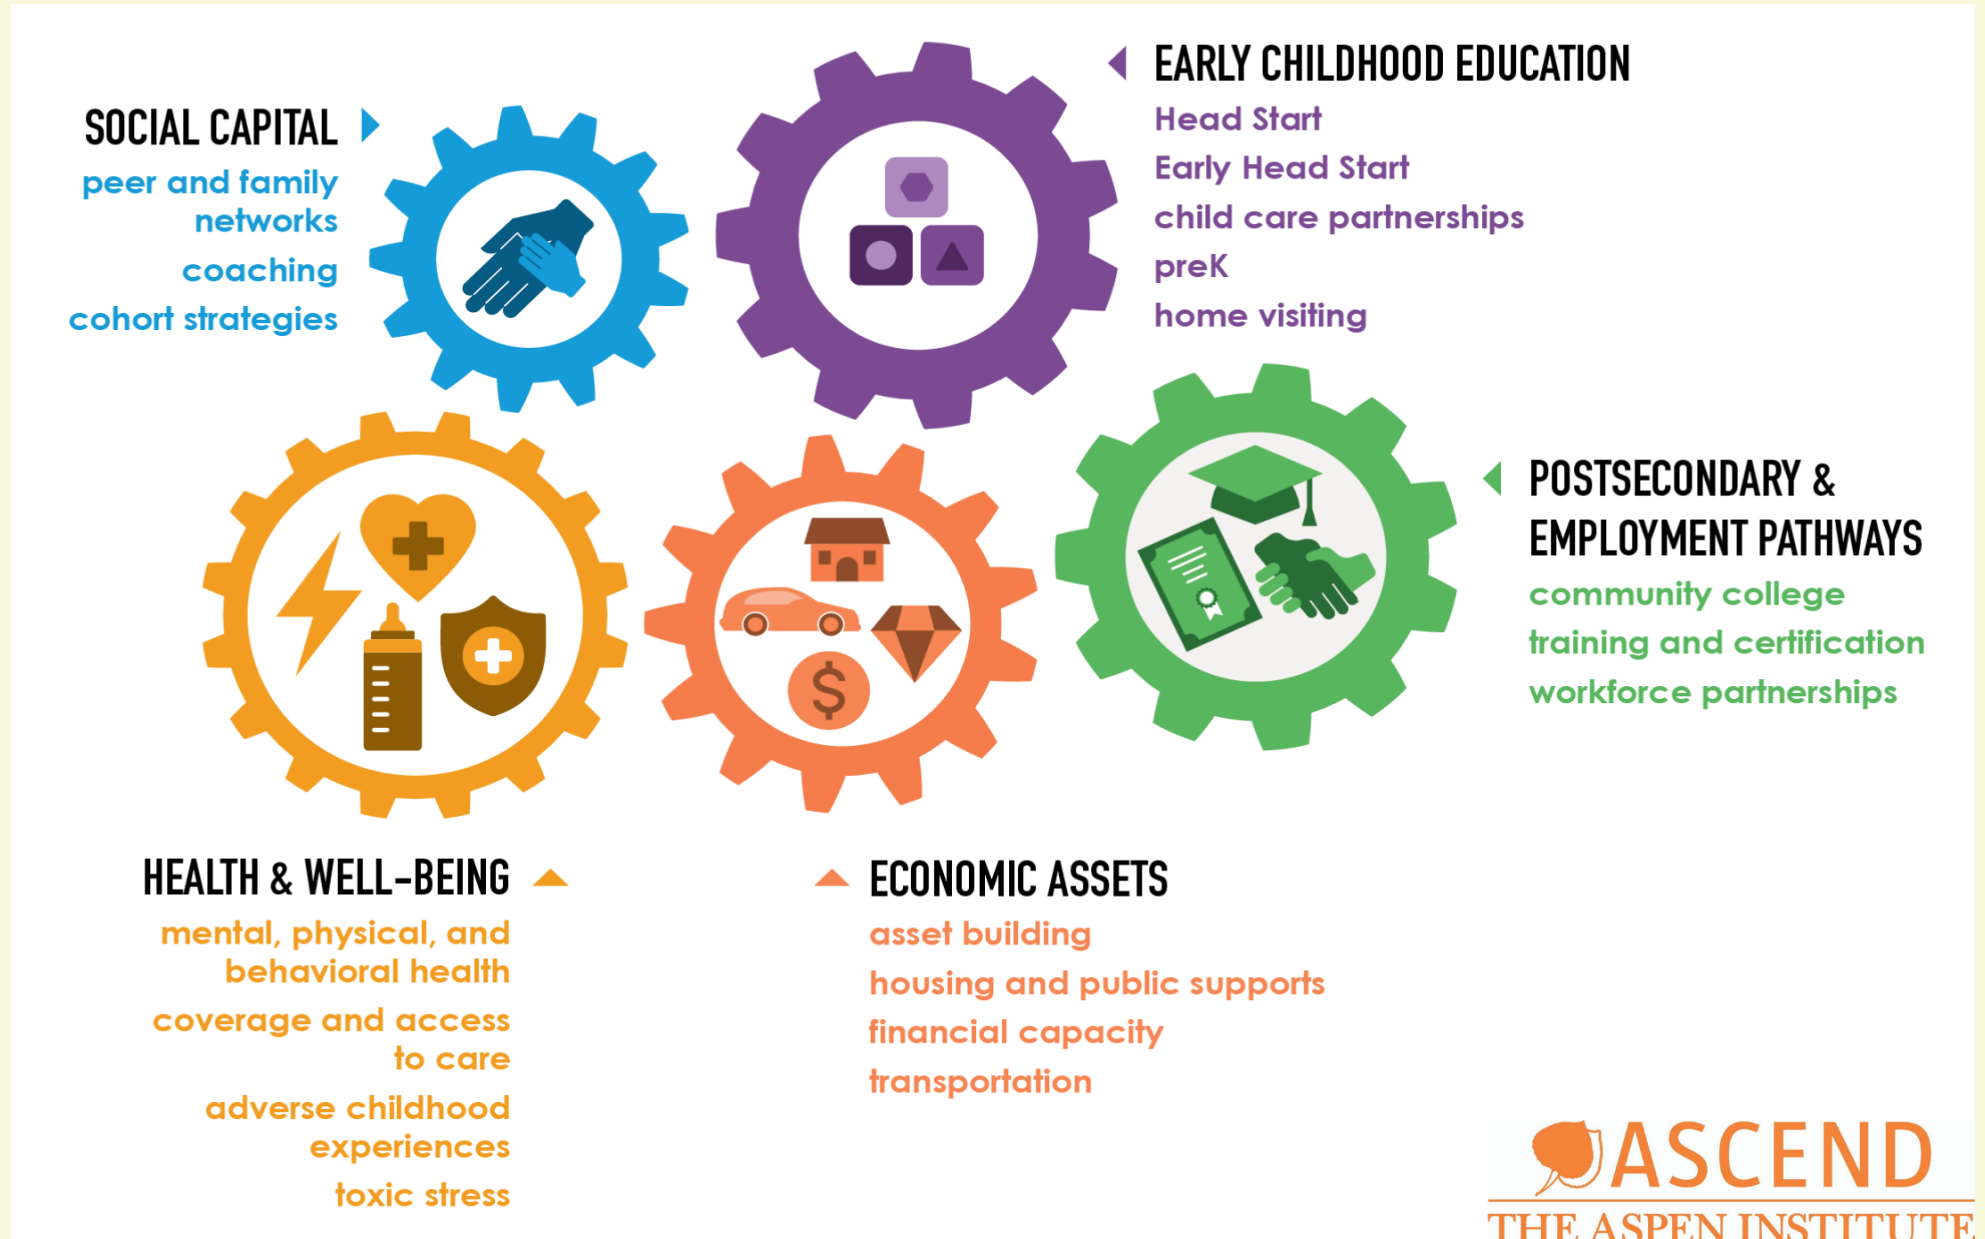 SOCIAL CAPITAL
peer and family
networks
coaching
cohort strategies
EARLY CHILDHOOD EDUCATION
Head Start
Early Head Start
child care partnerships
preK
home visiting
POSTSECONDARY &
EMPLOYMENT PATHWAYS
community college
training and certification
workforce partnerships
$
HEALTH & WELL-BEING
mental, physical, and
behavioral health
coverage and access
to care
adverse childhood
experiences
toxic stress
ECONOMIC ASSETS
asset building
housing and public supports
financial capacity
transportation
ASCEND
THE ASPEN INSTITUTE